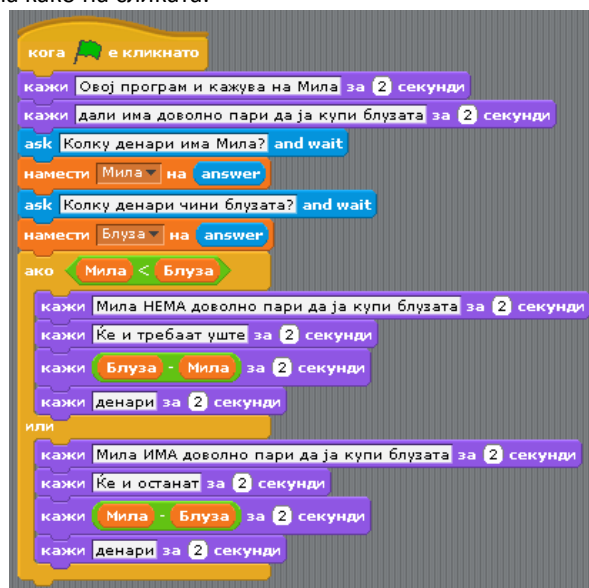 на како на сликата.
кога е кликнато
кажи Овој програм и кажува на Мила за 2 секунди
кажи дали има доволно пари да ја купи блузата за 2 секунди
ask Колку денари има Мила? and wait
намести Мила на answer
ask Колку денари чини блузата? and wait
намести Блуза на answer
ако Мила < Блуза
кажи Мила НЕМА доволно пари да ја купи блузата за 2 секунди
кажи Ќе и требаат уште за 2 секунди
кажи Блуза - Мила за 2 секунди
кажи денари за 2 секунди
или
кажи Мила ИМА доволно пари да ја купи блузата за 2 секунди
кажи Ќе и останат за 2 секунди
кажи Мила - Блуза за 2 секунди
кажи денари за 2 секунди